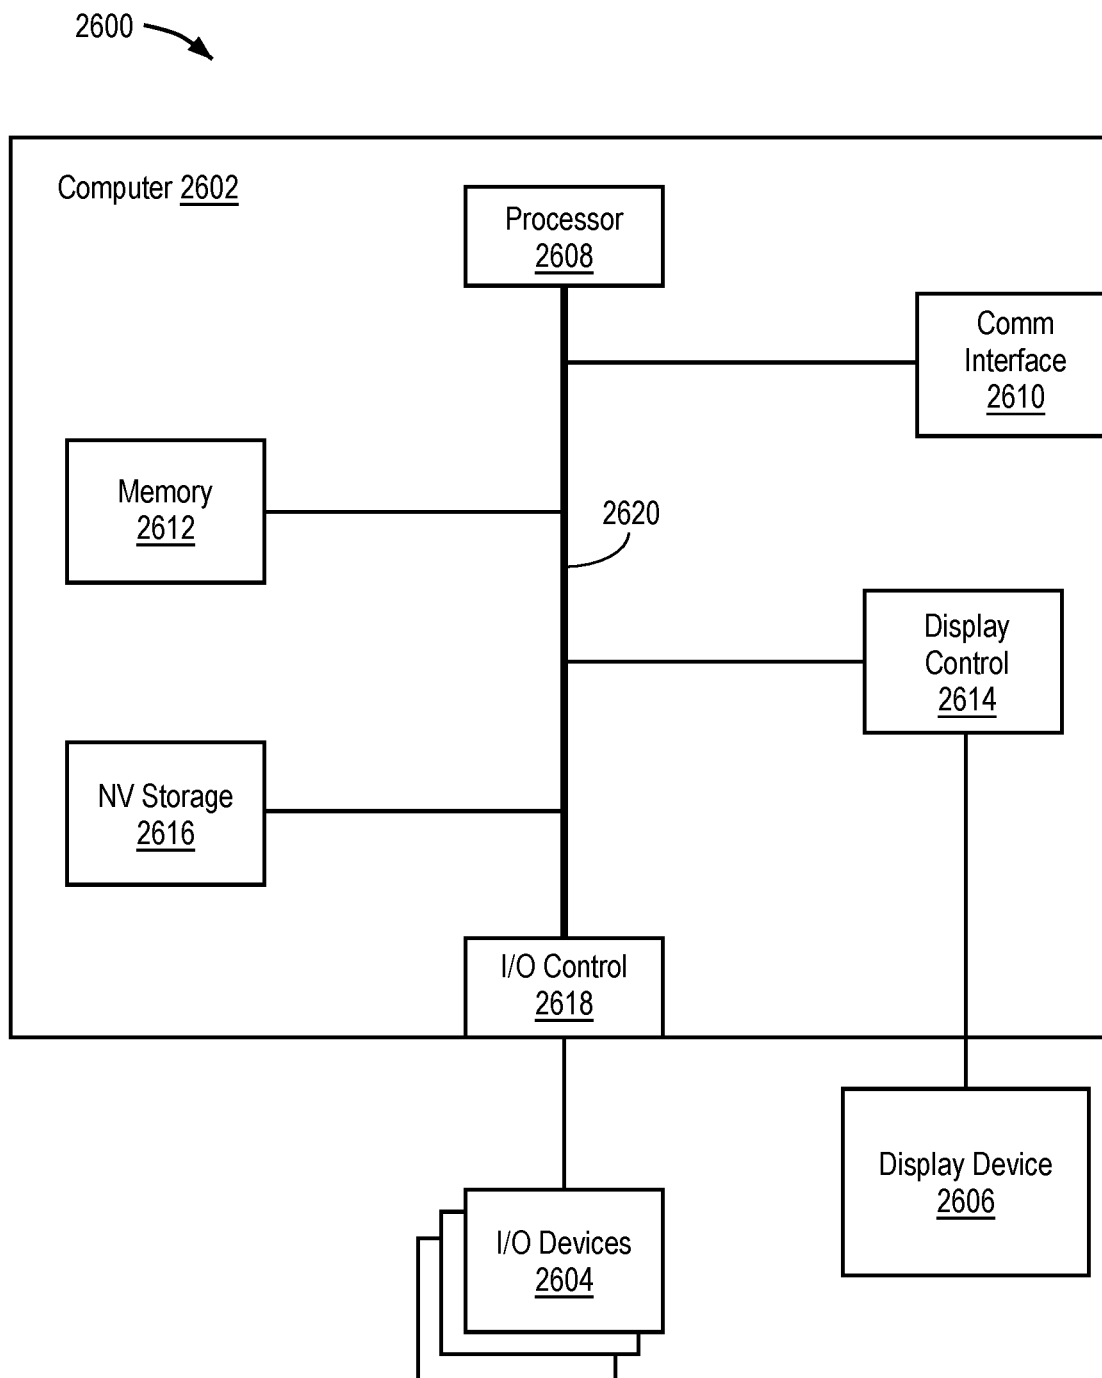 2600
Computer 2602
Processor
2608
Comm
Interface
2610
Memory
2612
2620
Display
Control
2614
NV Storage
2616
I/O Control
2618
Display Device
2606
I/O Devices
2604